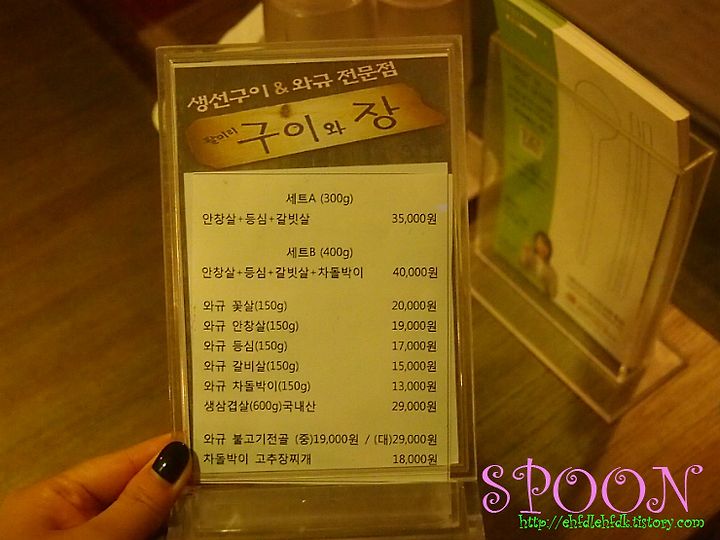 생선구이 & 와규 전문점
구이와 장
세트A (300g)
안창살+등심+갈빗살 35,000원
세트B (400g)
안창살+등심+갈빗살+차돌박이 40,000원
와규 꽃살(150g) 20,000원
와규 안창살(150g) 19,000원
와규 등심(150g) 17,000원
와규 갈비살(150g) 15,000원
와규 차돌박이(150g) 13,000원
생삼겹살(600g)국내산 29,000원
와규 불고기전골 (중)19,000원 / (대)29,000원
차돌박이 고추장찌개 18,000원
SPOON
http://ehfdlehfdk.tistory.com